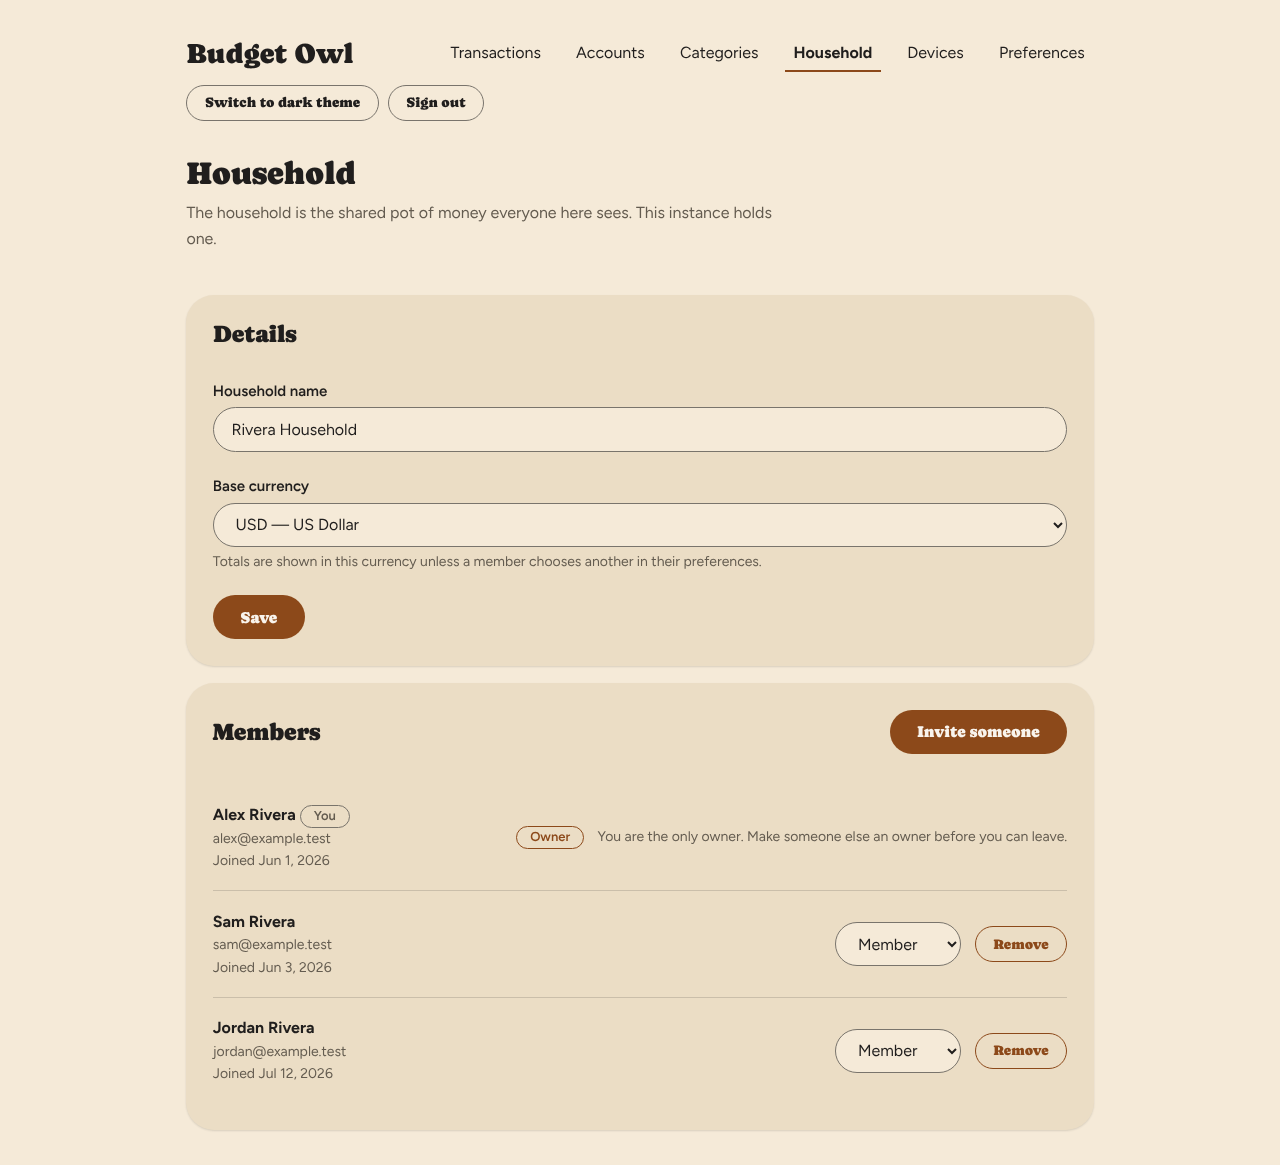 Budget Owl
Transactions
Accounts
Categories
Household
Devices
Preferences
Switch to dark theme
Sign out
Household
The household is the shared pot of money everyone here sees. This instance holds
one.
Details
Household name
Rivera Household
Base currency
USD — US Dollar
Totals are shown in this currency unless a member chooses another in their preferences.
Save
Members
Invite someone
Alex Rivera
You
alex@example.test
Joined Jun 1, 2026
Owner
You are the only owner. Make someone else an owner before you can leave.
Sam Rivera
sam@example.test
Joined Jun 3, 2026
Member
Remove
Jordan Rivera
jordan@example.test
Joined Jul 12, 2026
Member
Remove